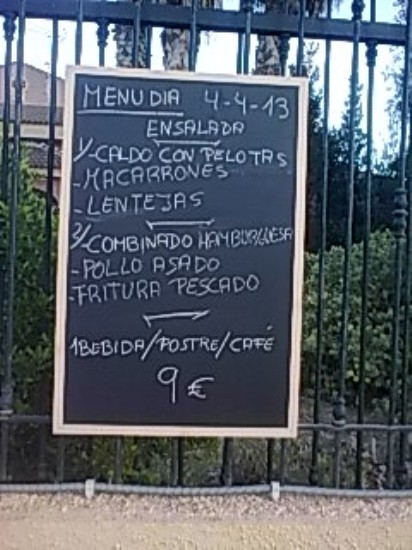 MENU DIA 4-4-13
ENSALADA
1/-CALDO CON PELOTAS
-MACARRONES
-LENTEJAS
2/-COMBINADO HAMBURGUESA
-POLLO ASADO
-FRITURA PESCADO
1BEBIDA/POSTRE/CAFÉ
9€